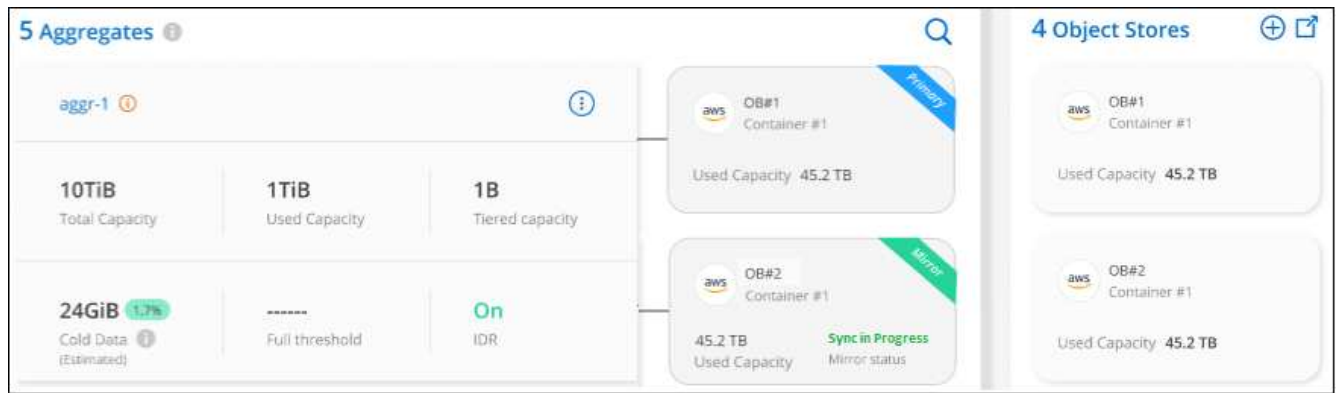 5 Aggregates
aggr-1
10TiB
Total Capacity
1TiB
Used Capacity
1B
Tiered capacity
24GiB 1.7%
Cold Data
(Estimated)
------
Full threshold
On
IDR
Primary
aws
OB#1
Container #1
Used Capacity 45.2 TB
Mirror
aws
OB#2
Container #1
45.2 TB
Used Capacity
Sync in Progress
Mirror status
4 Object Stores
aws
OB#1
Container #1
Used Capacity 45.2 TB
aws
OB#2
Container #1
Used Capacity 45.2 TB